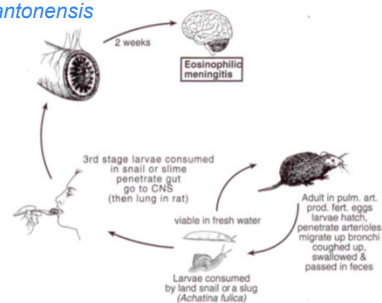 antonensis
2 weeks
Eosinophilic
meningitis
3rd stage larvae consumed
in snail or slime
penetrate gut
go to CNS
(then lung in rat)
viable in fresh water
Adult in pulm. art.
prod. fert. eggs
larvae hatch,
penetrate arterioles
migrate up bronchi
coughed up,
swallowed &
passed in feces
Larvae consumed
by land snail or a slug
(Achatina fulica)